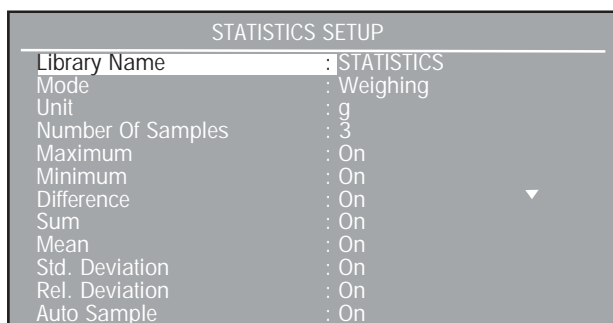 STATISTICS SETUP
Library Name : STATISTICS
Mode : Weighing
Unit : g
Number Of Samples : 3
Maximum : On
Minimum : On
Difference : On
Sum : On
Mean : On
Std. Deviation : On
Rel. Deviation : On
Auto Sample : On